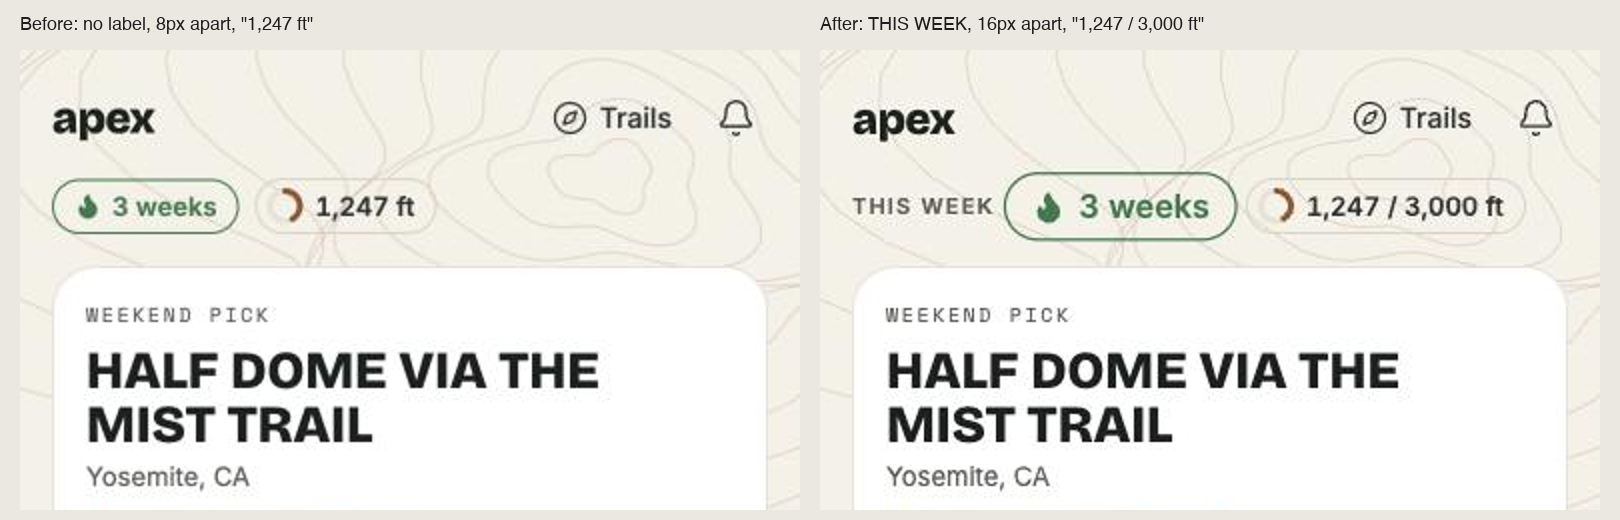 Before: no label, 8px apart, "1,247 ft"
apex
Trails
3 weeks
1,247 ft
WEEKEND PICK
HALF DOME VIA THE
MIST TRAIL
Yosemite, CA
After: THIS WEEK, 16px apart, "1,247 / 3,000 ft"
apex
Trails
THIS WEEK
3 weeks
1,247 / 3,000 ft
WEEKEND PICK
HALF DOME VIA THE
MIST TRAIL
Yosemite, CA